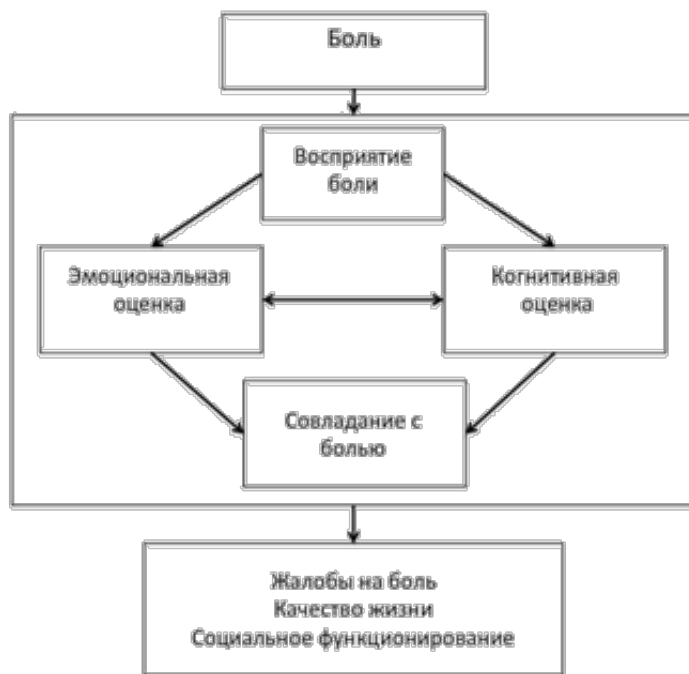 Боль
Восприятие
боли
Эмоциональная
оценка
Когнитивная
оценка
Совладание с
болью
Жалобы на боль
Качество жизни
Социальное функционирование